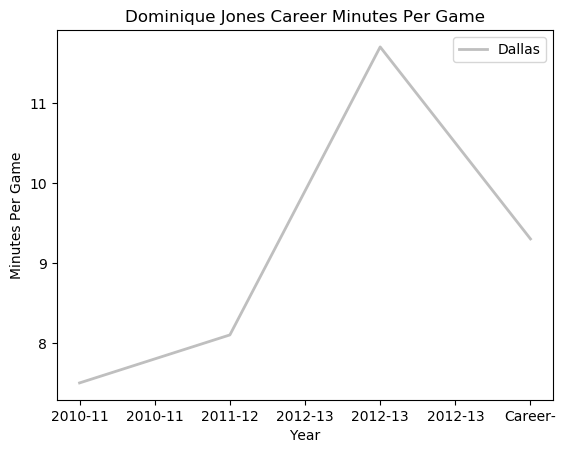 Dominique Jones Career Minutes Per Game
Dallas
Minutes Per Game
11
10
9
8
2010-11 2010-11 2011-12 2012-13 2012-13 2012-13 Career-
Year